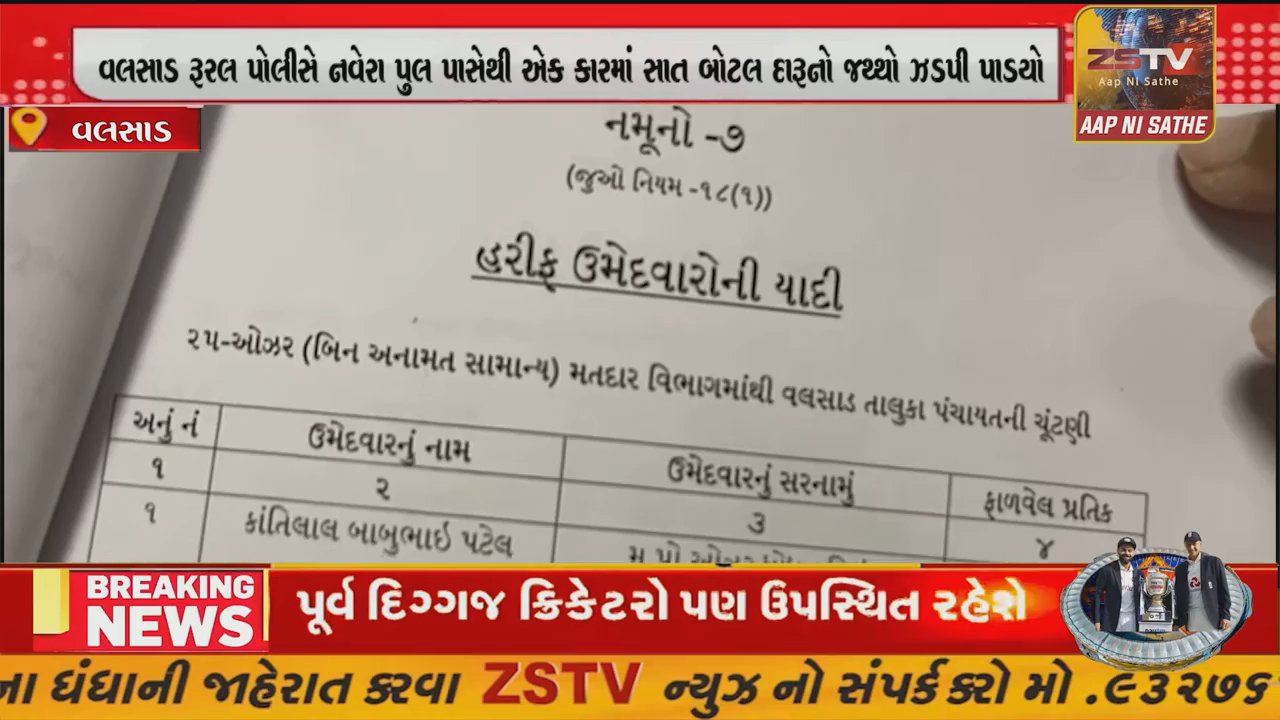 વલસાડ રૂરલ પોલીસે નવેરા પુલ પાસેથી એક કારમાં સાત બોટલ દારૂનો જથ્થો ઝડપી પાડયો
ZSTV
Aap Ni Sathe
AAP NI SATHE
વલસાડ
નમૂનો -૭
(જુઓ નિયમ -૧૮(૧))
હરીફ ઉમેદવારોની યાદી
૨૫-ઓઝર (બિન અનામત સામાન્ય) મતદાર વિભાગમાંથી વલસાડ તાલુકા પંચાયતની ચૂંટણી
અનું નં ઉમેદવારનું નામ ઉમેદવારનું સરનામું ફાળવેલ પ્રતિક
૧ ૨ ૩ ૪
૧ કાંતિલાલ બાબુભાઇ પટેલ
BREAKING NEWS
પૂર્વ દિગ્ગજ ક્રિકેટરો પણ ઉપસ્થિત રહેશે
ના ધંધાની જાહેરાત કરવા ZSTV ન્યુઝ નો સંપર્ક કરો મો .૯૩૨૭૬